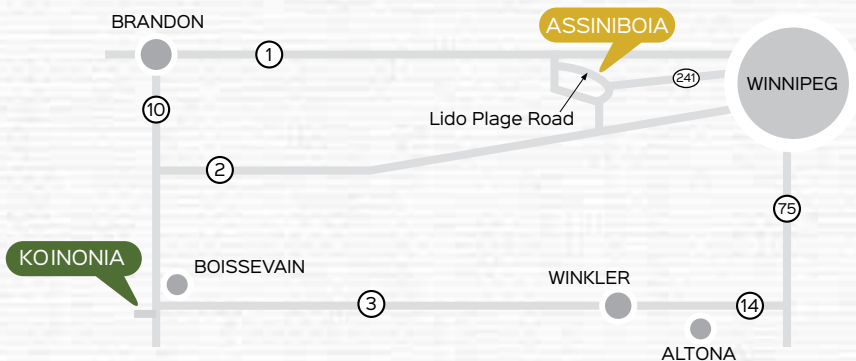 BRANDON
ASSINIBOIA
1
241
WINNIPEG
10
Lido Plage Road
2
75
KOINONIA
BOISSEVAIN
WINKLER
3
14
ALTONA